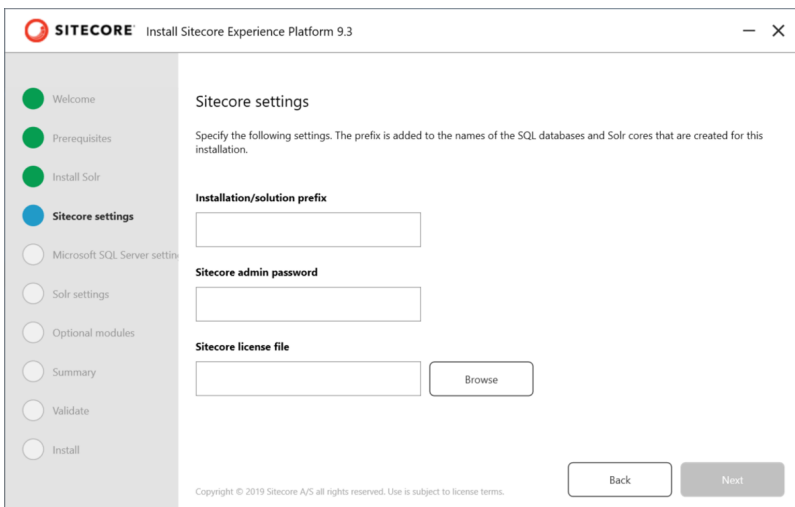 SITECORE Install Sitecore Experience Platform 9.3
Welcome
Prerequisites
Install Solr
Sitecore settings
Microsoft SQL Server settin
Solr settings
Optional modules
Summary
Validate
Install
Sitecore settings
Specify the following settings. The prefix is added to the names of the SQL databases and Solr cores that are created for this
installation.
Installation/solution prefix
Sitecore admin password
Sitecore license file
Browse
Back Next
Copyright © 2019 Sitecore A/S all rights reserved. Use is subject to license terms.